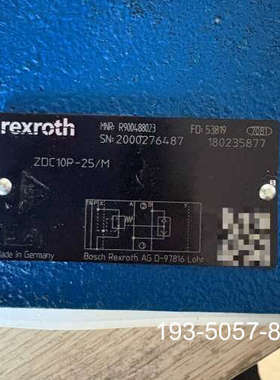 rexroth
MNR: R900488023 FD: 53819 7081
SN: 2000276487 180235877
ZDC10P-25/M
Made in Germany
Bosch Rexroth AG D-97816 Lohr
193-5057-8